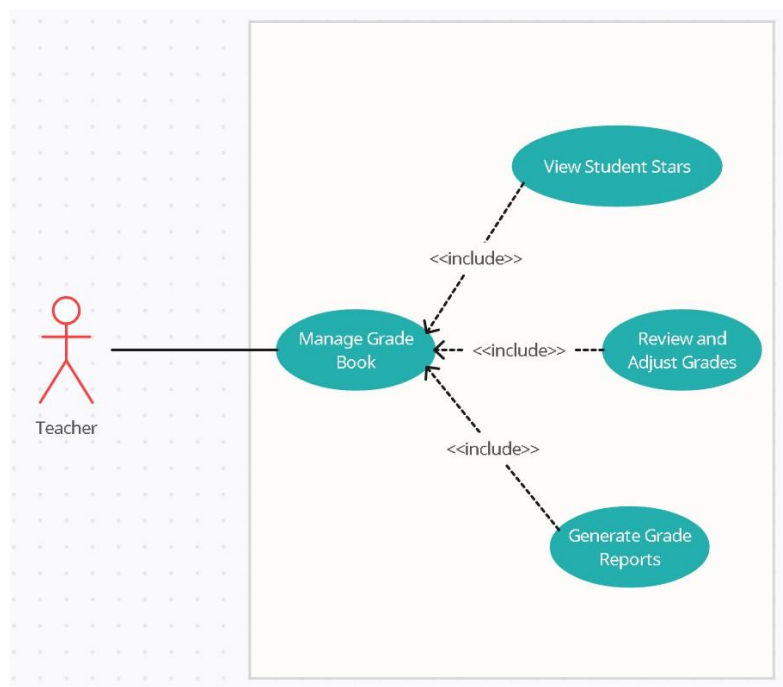 View Student Stars
<<include>>
Manage Grade
Book
<<include>>
Review and
Adjust Grades
Teacher
<<include>>
Generate Grade
Reports